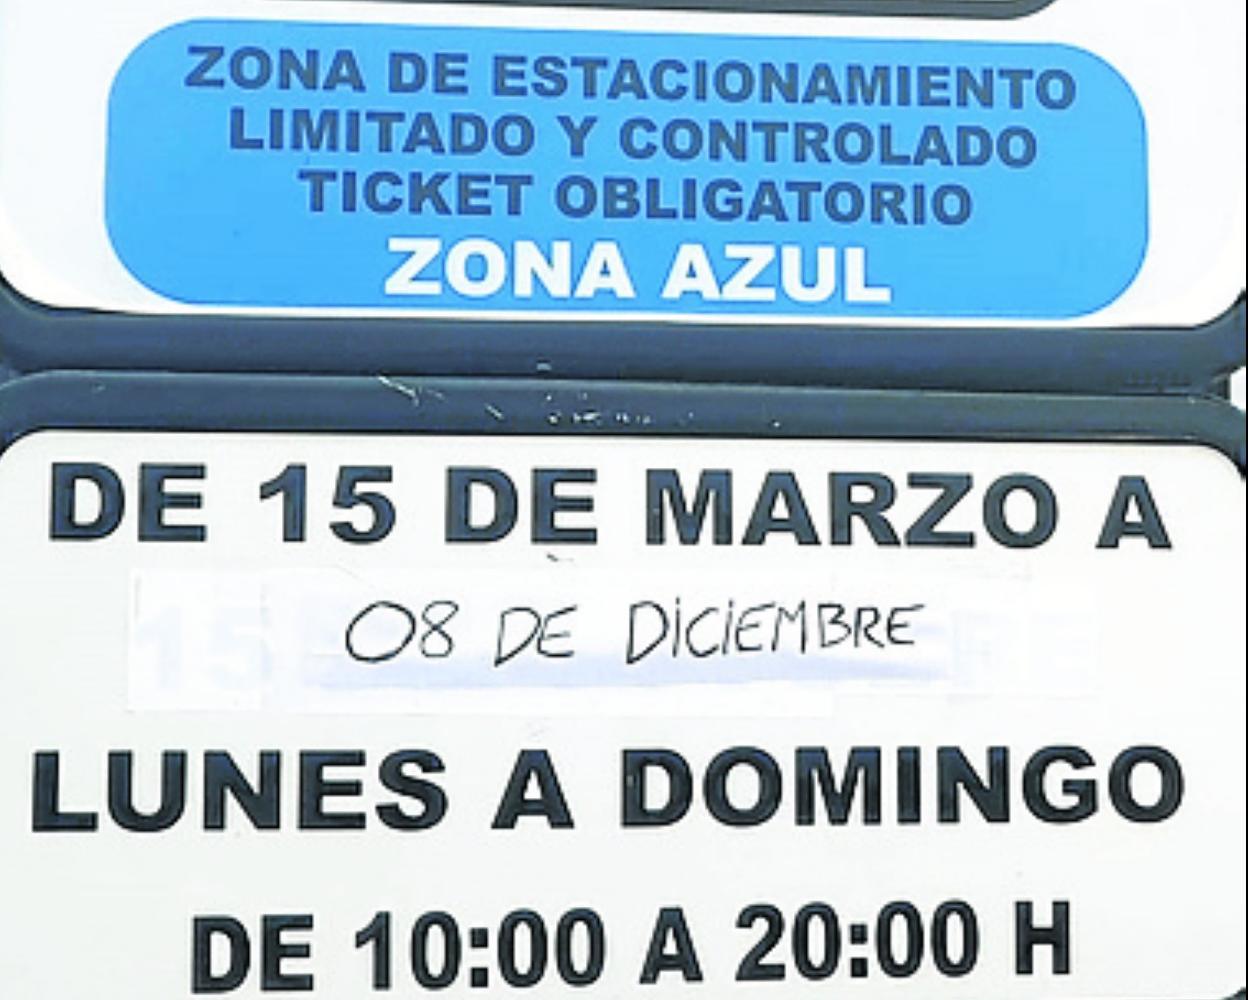 ZONA DE ESTACIONAMIENTO
LIMITADO Y CONTROLADO
TICKET OBLIGATORIO
ZONA AZUL
DE 15 DE MARZO A
08 DE DICIEMBRE
LUNES A DOMINGO
DE 10:00 A 20:00 H